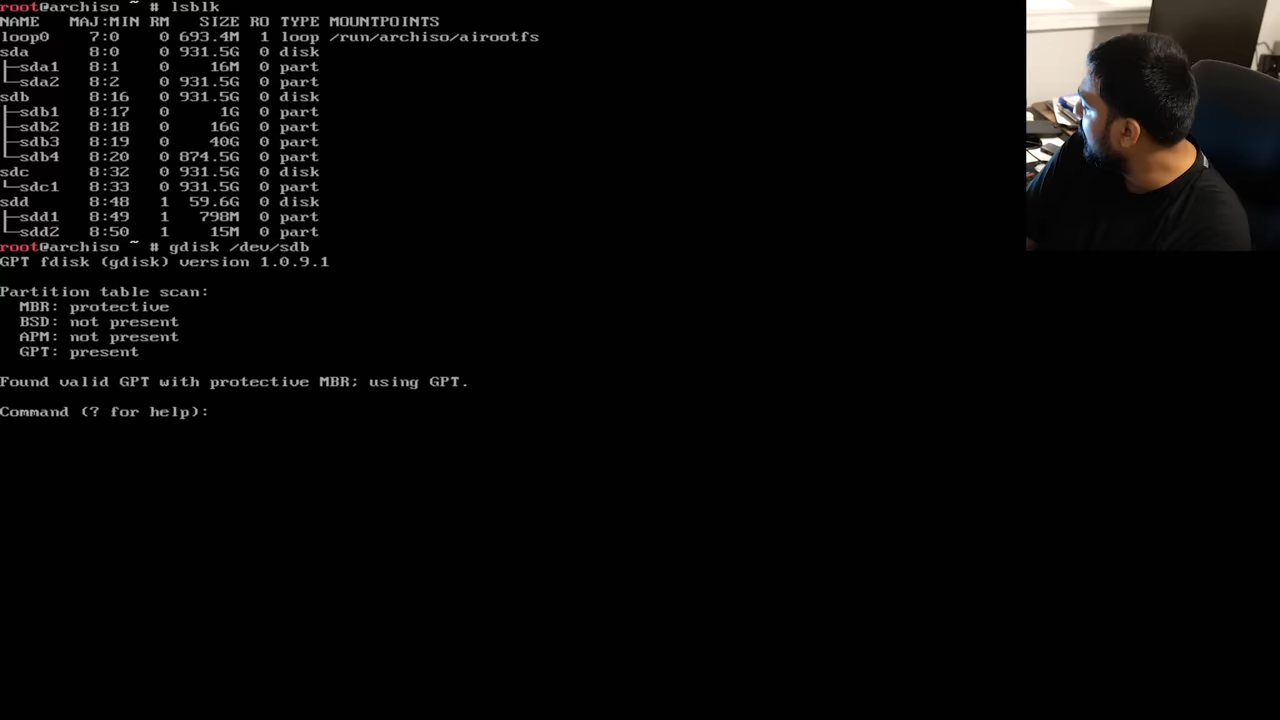 root@archiso ~ # lsblk
NAME   MAJ:MIN RM   SIZE RO TYPE MOUNTPOINTS
loop0    7:0    0 693.4M  1 loop /run/archiso/airootfs
sda      8:0    0 931.5G  0 disk
├─sda1   8:1    0    16M  0 part
└─sda2   8:2    0 931.5G  0 part
sdb      8:16   0 931.5G  0 disk
├─sdb1   8:17   0     1G  0 part
├─sdb2   8:18   0    16G  0 part
├─sdb3   8:19   0    40G  0 part
└─sdb4   8:20   0 874.5G  0 part
sdc      8:32   0 931.5G  0 disk
└─sdc1   8:33   0 931.5G  0 part
sdd      8:48   1  59.6G  0 disk
├─sdd1   8:49   1   798M  0 part
└─sdd2   8:50   1    15M  0 part
root@archiso ~ # gdisk /dev/sdb
GPT fdisk (gdisk) version 1.0.9.1
Partition table scan:
  MBR: protective
  BSD: not present
  APM: not present
  GPT: present
Found valid GPT with protective MBR; using GPT.
Command (? for help):